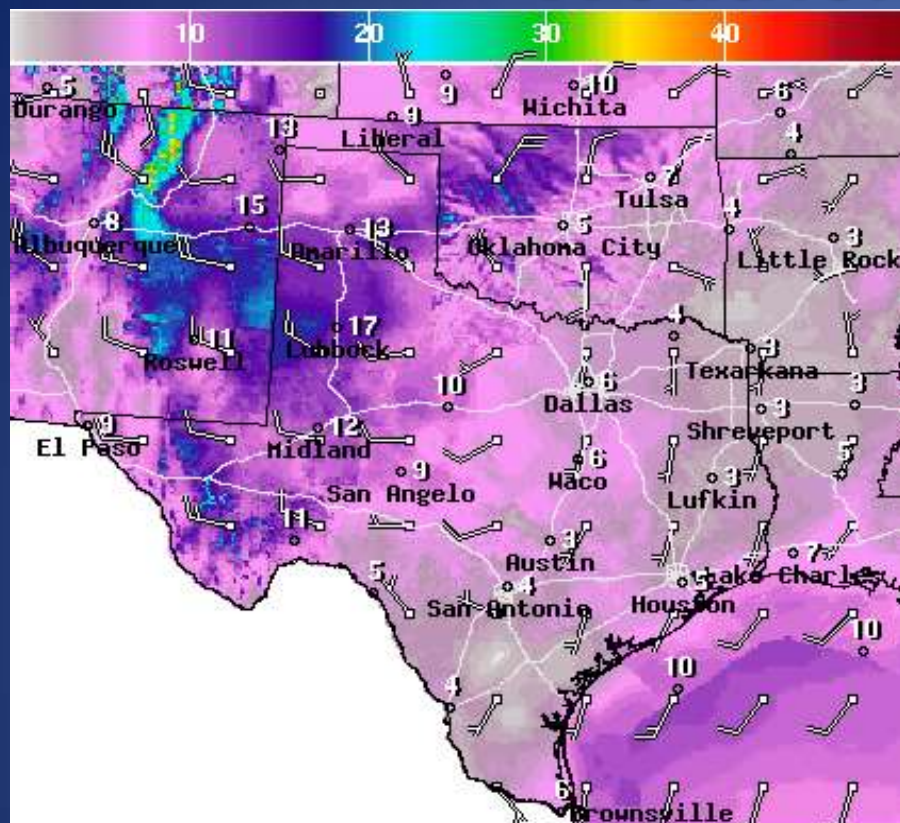 10 20 30 40
5 10 6
Durango 9 Wichita
13 Liberal 9 4
7
Tulsa
8 15 13 5 4 3
Albuquerque Amarillo Oklahoma City Little Rock
11 17 4 3
Roswell Lubbock Texarkana
10 6 3 3
Dallas
9 12 Shreveport
El Paso Midland 9 6 3 5
San Angelo Waco Lufkin
11 3 7
Austin
5 4 5 Lake Charles
San Antonio Houston
10
10
4
6
Brownsville